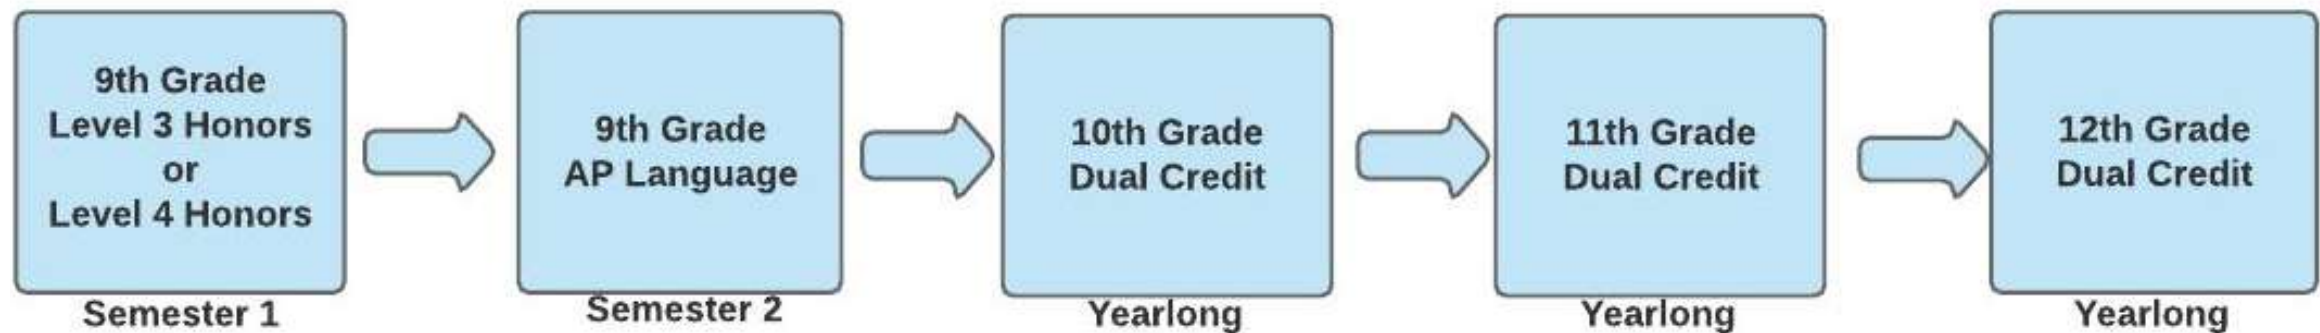 9th Grade
Level 3 Honors
or
Level 4 Honors
Semester 1
9th Grade
AP Language
Semester 2
10th Grade
Dual Credit
Yearlong
11th Grade
Dual Credit
Yearlong
12th Grade
Dual Credit
Yearlong